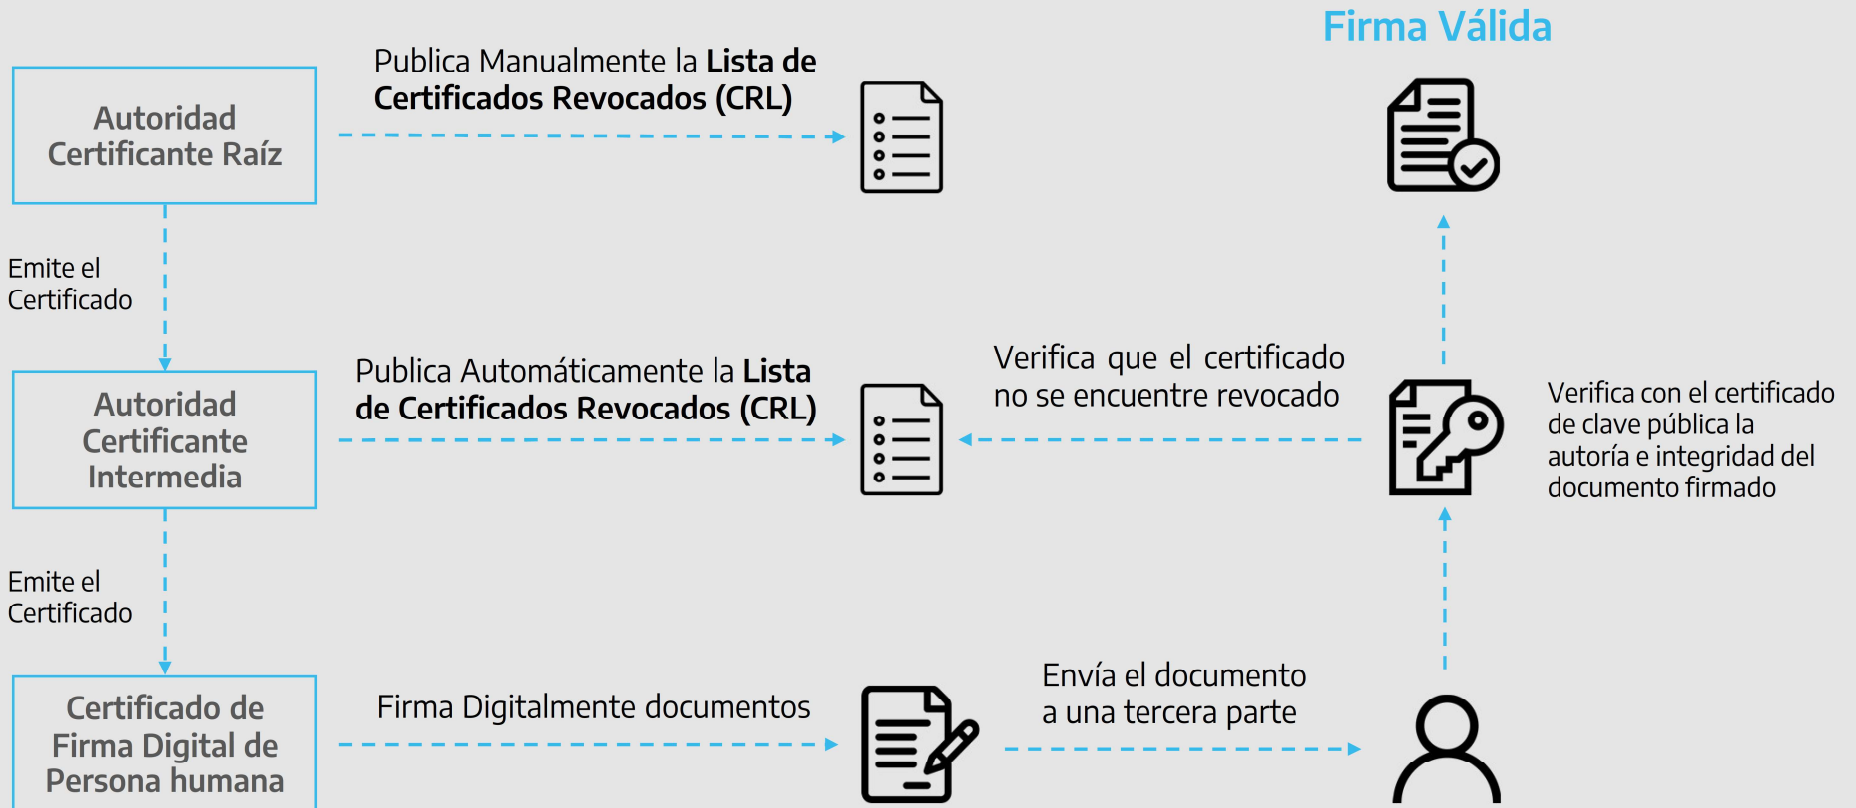 Firma Válida
Publica Manualmente la Lista de
Certificados Revocados (CRL)
Autoridad
Certificante Raíz
Emite el
Certificado
Publica Automáticamente la Lista
de Certificados Revocados (CRL)
Verifica que el certificado
no se encuentre revocado
Verifica con el certificado
de clave pública la
autoría e integridad del
documento firmado
Autoridad
Certificante
Intermedia
Emite el
Certificado
Firma Digitalmente documentos
Envía el documento
a una tercera parte
Certificado de
Firma Digital de
Persona humana